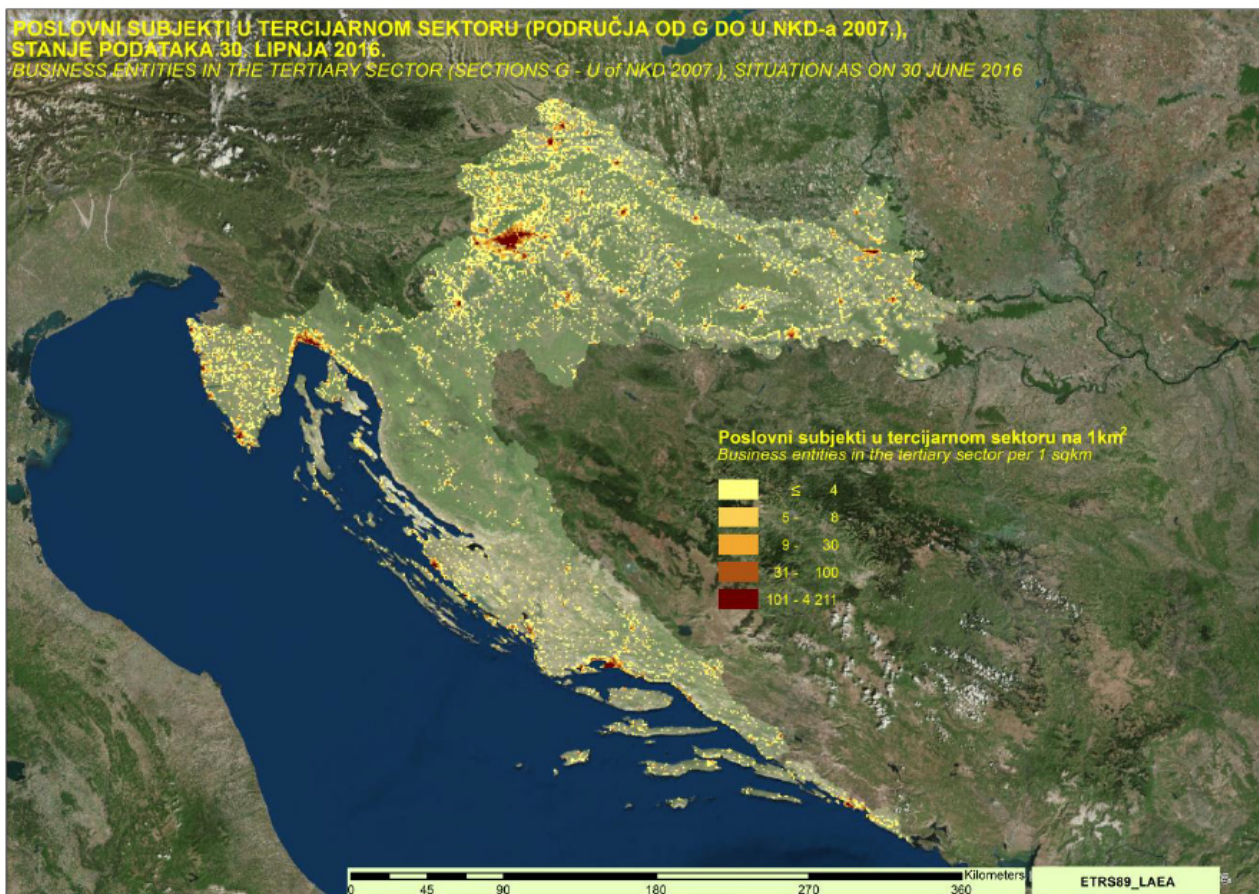 POSLOVNI SUBJEKTI U TERCIJARNOM SEKTORU (PODRUČJA OD G DO U NKD-a 2007.),
STANJE PODATAKA 30. LIPNJA 2016.
BUSINESS ENTITIES IN THE TERTIARY SECTOR (SECTIONS G - U of NKD 2007.), SITUATION AS ON 30 JUNE 2016
Poslovni subjekti u tercijarnom sektoru na 1km²
Business entities in the tertiary sector per 1 sqkm
≤ 4
5 - 8
9 - 30
31 - 100
101 - 4 211
Kilometers
0 45 90 180 270 360
ETRS89_LAEA